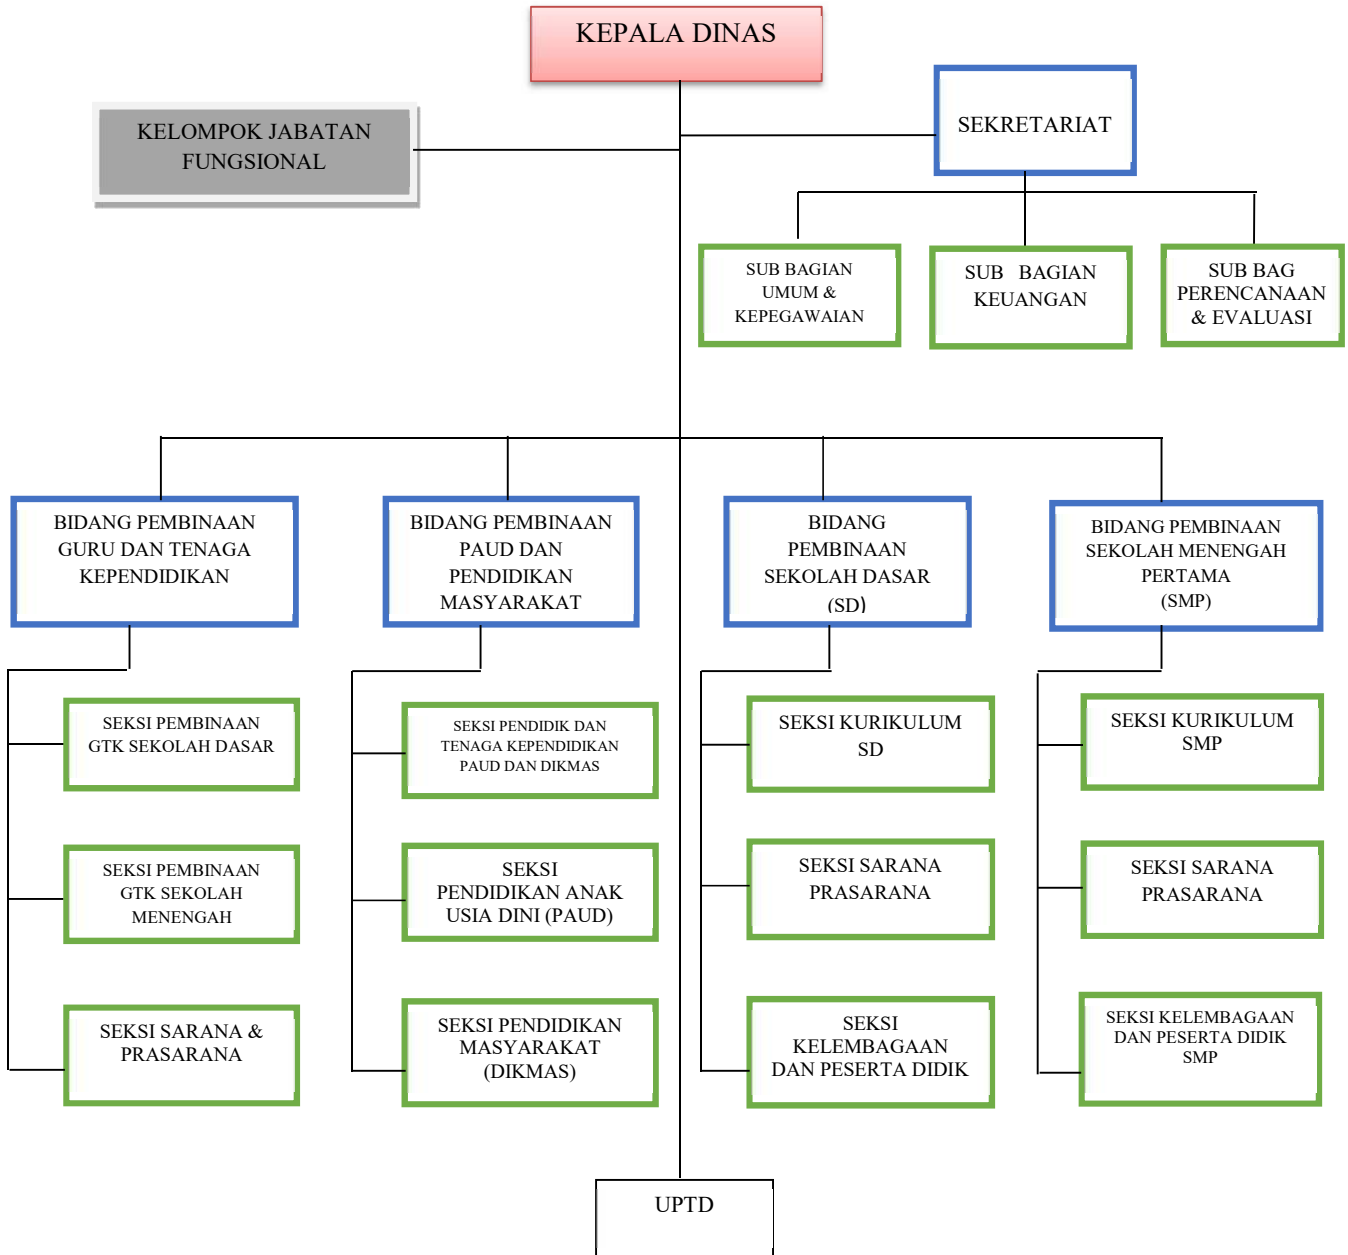 KEPALA DINAS
KELOMPOK JABATAN
FUNGSIONAL
SEKRETARIAT
SUB BAGIAN
UMUM &
KEPEGAWAIAN
SUB BAGIAN
KEUANGAN
SUB BAG
PERENCANAAN
& EVALUASI
BIDANG PEMBINAAN
GURU DAN TENAGA
KEPENDIDIKAN
BIDANG PEMBINAAN
PAUD DAN
PENDIDIKAN
MASYARAKAT
BIDANG
PEMBINAAN
SEKOLAH DASAR
(SD)
BIDANG PEMBINAAN
SEKOLAH MENENGAH
PERTAMA
(SMP)
SEKSI PEMBINAAN
GTK SEKOLAH DASAR
SEKSI PENDIDIK DAN
TENAGA KEPENDIDIKAN
PAUD DAN DIKMAS
SEKSI KURIKULUM
SD
SEKSI KURIKULUM
SMP
SEKSI PEMBINAAN
GTK SEKOLAH
MENENGAH
SEKSI
PENDIDIKAN ANAK
USIA DINI (PAUD)
SEKSI SARANA
PRASARANA
SEKSI SARANA
PRASARANA
SEKSI SARANA &
PRASARANA
SEKSI PENDIDIKAN
MASYARAKAT
(DIKMAS)
SEKSI
KELEMBAGAAN
DAN PESERTA DIDIK
SEKSI KELEMBAGAAN
DAN PESERTA DIDIK
SMP
UPTD